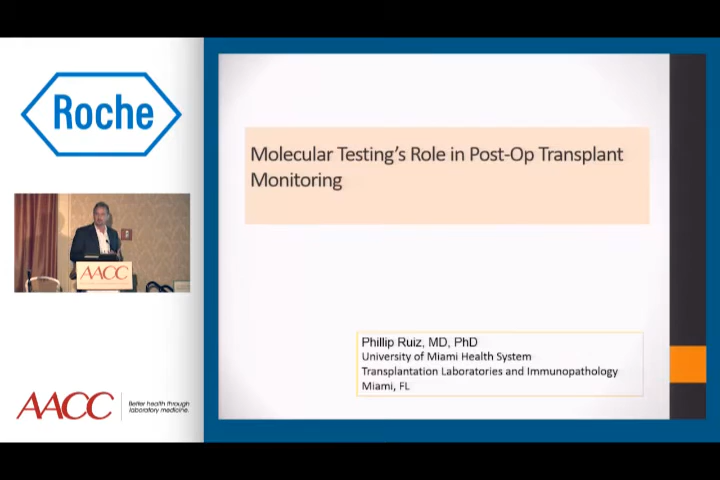 Roche
AACC
AACC
Better health through
laboratory medicine.
Molecular Testing's Role in Post-Op Transplant
Monitoring
Phillip Ruiz, MD, PhD
University of Miami Health System
Transplantation Laboratories and Immunopathology
Miami, FL